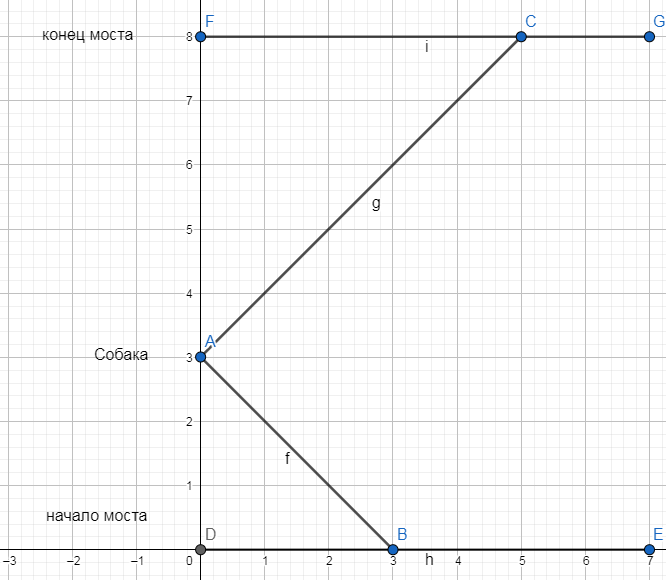 F
C
G
конец моста
8
i
7
6
g
5
4
A
Собака
3
2
f
1
начало моста
D
B
E
−3
−2
−1
0
1
2
3
h
4
5
6
7